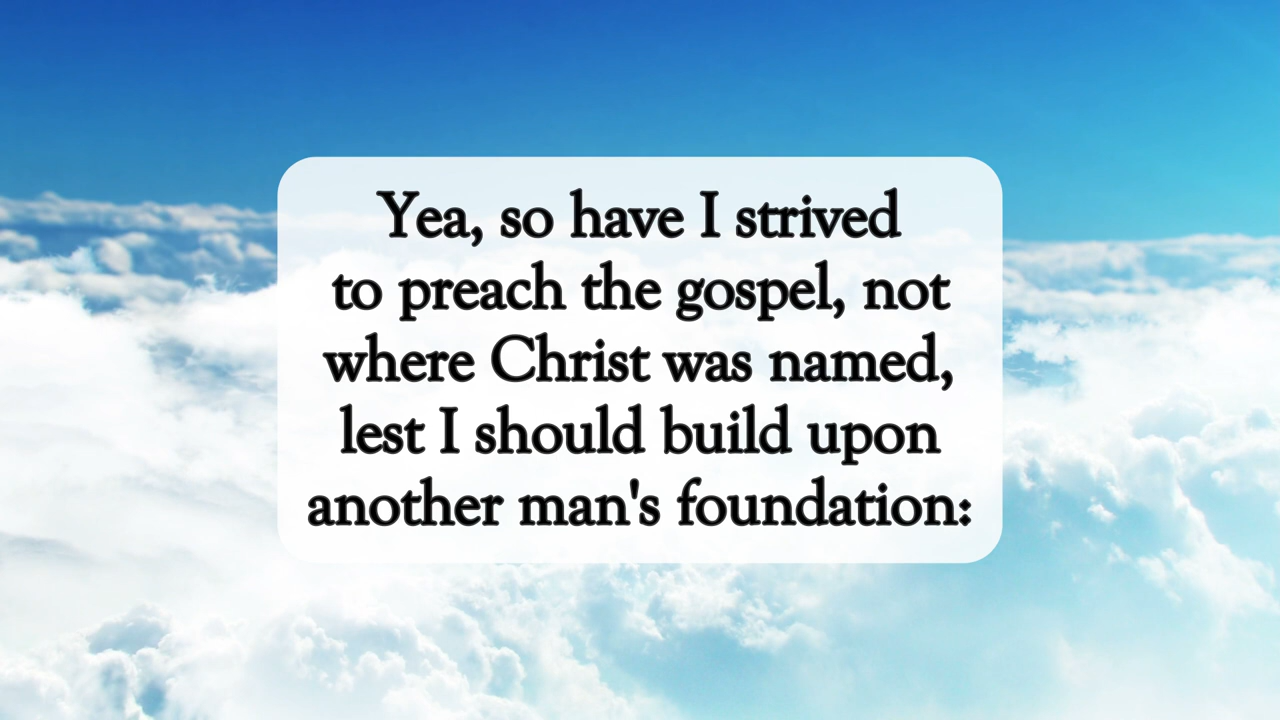 Yea, so have I strived
to preach the gospel, not
where Christ was named,
lest I should build upon
another man's foundation: